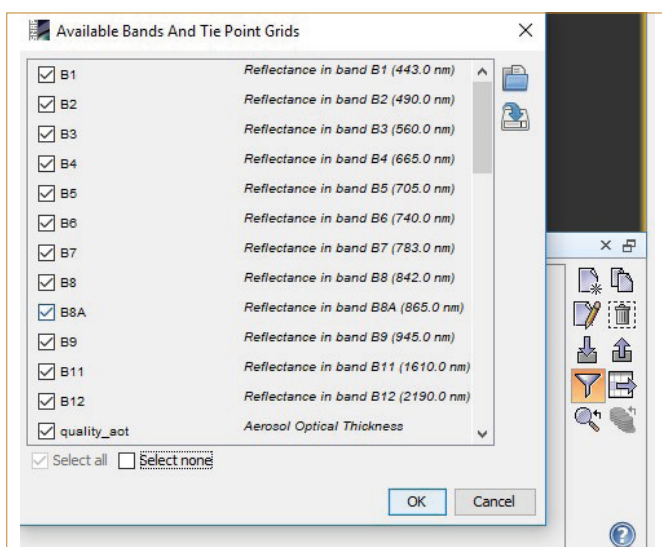 Available Bands And Tie Point Grids
B1 Reflectance in band B1 (443.0 nm)
B2 Reflectance in band B2 (490.0 nm)
B3 Reflectance in band B3 (560.0 nm)
B4 Reflectance in band B4 (665.0 nm)
B5 Reflectance in band B5 (705.0 nm)
B6 Reflectance in band B6 (740.0 nm)
B7 Reflectance in band B7 (783.0 nm)
B8 Reflectance in band B8 (842.0 nm)
B8A Reflectance in band B8A (865.0 nm)
B9 Reflectance in band B9 (945.0 nm)
B11 Reflectance in band B11 (1610.0 nm)
B12 Reflectance in band B12 (2190.0 nm)
quality_aot Aerosol Optical Thickness
Select all Select none
OK Cancel